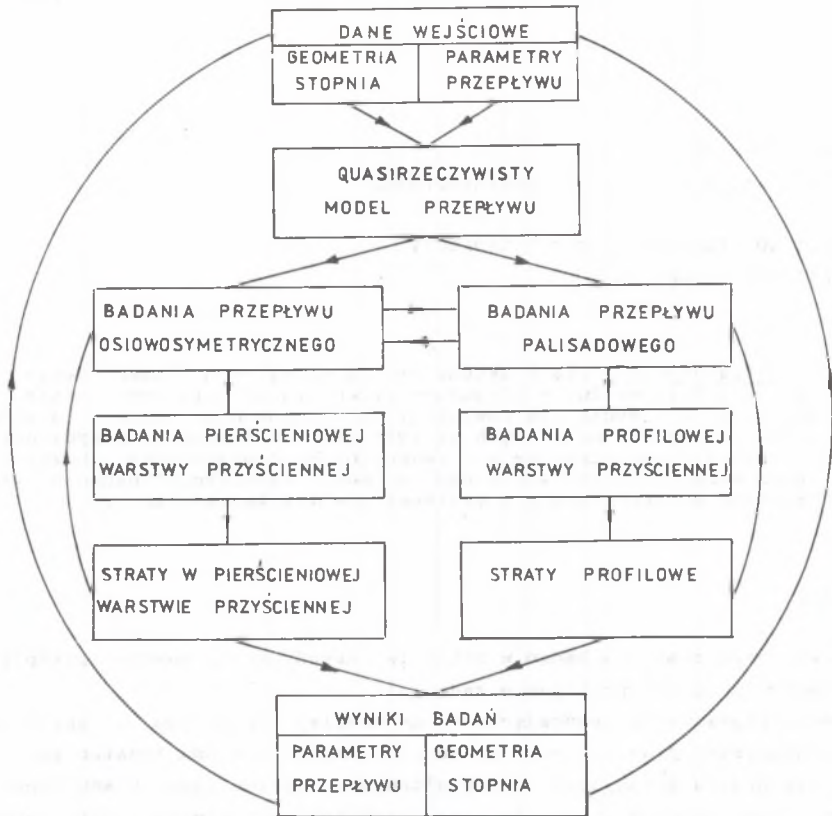 DANE WEJŚCIOWE
GEOMETRIA STOPNIA
PARAMETRY PRZEPŁYWU
QUASIRZECZYWISTY
MODEL PRZEPŁYWU
BADANIA PRZEPŁYWU
OSIOWOSYMETRYCZNEGO
BADANIA PRZEPŁYWU
PALISADOWEGO
BADANIA PIERŚCIENIOWEJ
WARSTWY PRZYŚCIENNEJ
BADANIA PROFILOWEJ
WARSTWY PRZYŚCIENNEJ
STRATY W PIERŚCIENIOWEJ
WARSTWIE PRZYŚCIENNEJ
STRATY PROFILOWE
WYNIKI BADAŃ
PARAMETRY
PRZEPŁYWU
GEOMETRIA
STOPNIA